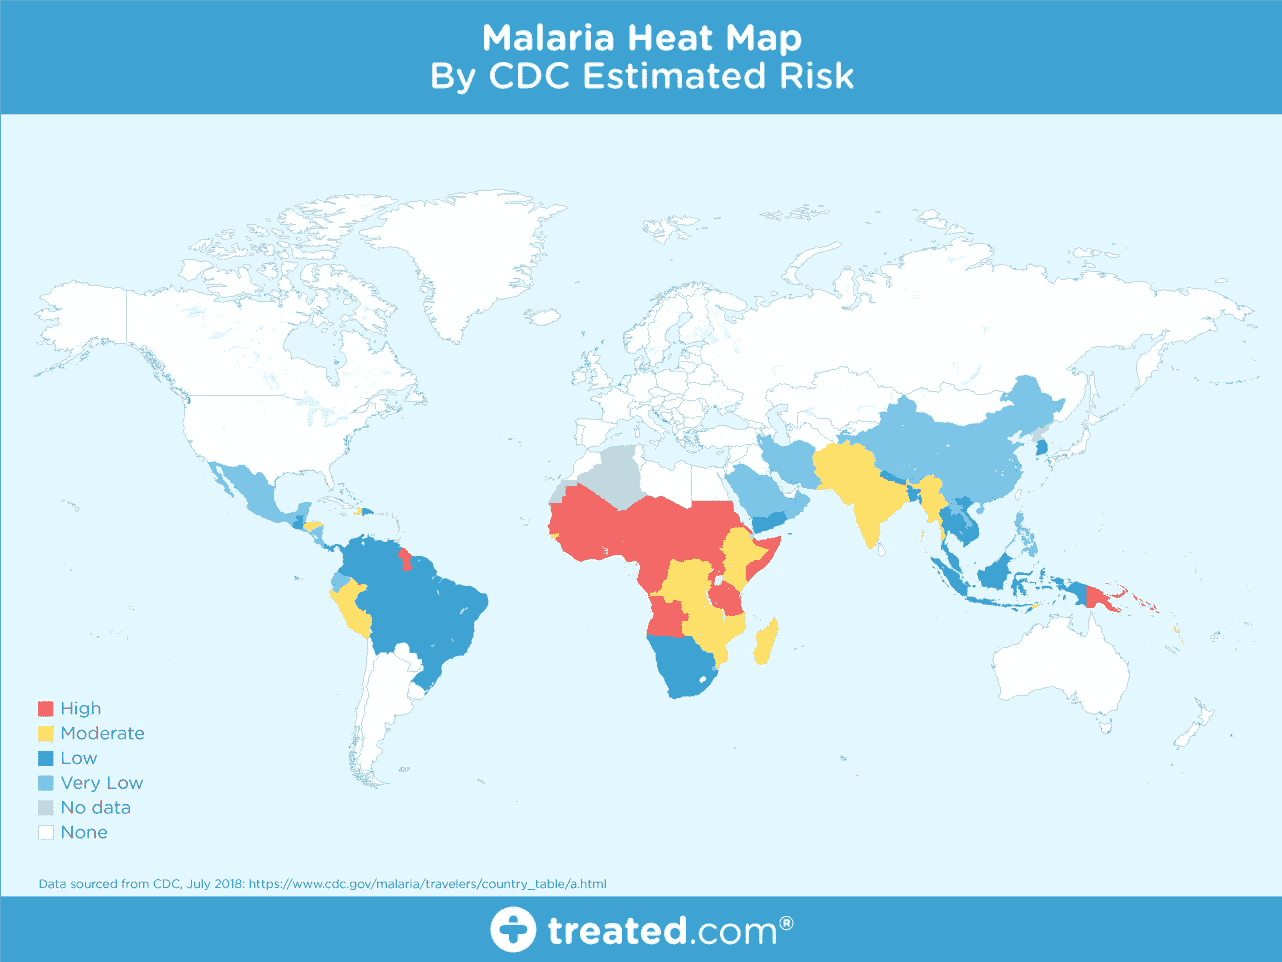 Malaria Heat Map
By CDC Estimated Risk
High
Moderate
Low
Very Low
No data
None
Data sourced from CDC, July 2018: https://www.cdc.gov/malaria/travelers/country_table/a.html
treated.com®